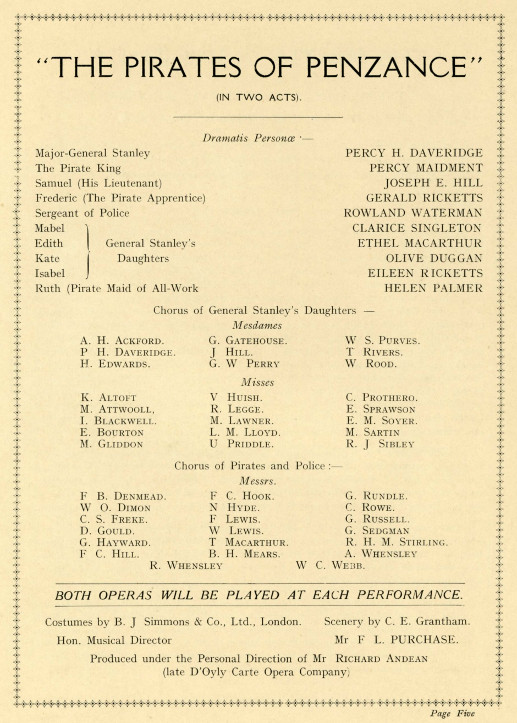 "THE PIRATES OF PENZANCE"
(IN TWO ACTS).
Dramatis Personœ :—
Major-General Stanley PERCY H. DAVERIDGE
The Pirate King PERCY MAIDMENT
Samuel (His Lieutenant) JOSEPH E. HILL
Frederic (The Pirate Apprentice) GERALD RICKETTS
Sergeant of Police ROWLAND WATERMAN
Mabel CLARICE SINGLETON
Edith General Stanley's ETHEL MACARTHUR
Kate Daughters OLIVE DUGGAN
Isabel EILEEN RICKETTS
Ruth (Pirate Maid of All-Work HELEN PALMER
Chorus of General Stanley's Daughters —
Mesdames
A. H. ACKFORD. G. GATEHOUSE. W S. PURVES.
P H. DAVERIDGE. J HILL. T RIVERS.
H. EDWARDS. G. W PERRY W ROOD.
Misses
K. ALTOFT V HUISH. C. PROTHERO.
M. ATTWOOLL, R. LEGGE. E. SPRAWSON
I. BLACKWELL. M. LAWNER. E. M. SOYER.
E. BOURTON L. M. LLOYD. M. SARTIN
M. GLIDDON U PRIDDLE. R. J SIBLEY
Chorus of Pirates and Police :—
Messrs.
F B. DENMEAD. F C. HOOK. G. RUNDLE.
W O. DIMON N HYDE. C. ROWE.
C. S. FREKE. F LEWIS. G. RUSSELL.
D. GOULD. W LEWIS. G. SEDGMAN
G. HAYWARD. T MACARTHUR. R. H. M. STIRLING.
F C. HILL. B. H. MEARS. A. WHENSLEY
R. WHENSLEY W C. WEBB.
BOTH OPERAS WILL BE PLAYED AT EACH PERFORMANCE.
Costumes by B. J Simmons & Co., Ltd., London. Scenery by C. E. Grantham.
Hon. Musical Director Mr F L. PURCHASE.
Produced under the Personal Direction of Mr RICHARD ANDEAN
(late D'Oyly Carte Opera Company)
Page Five